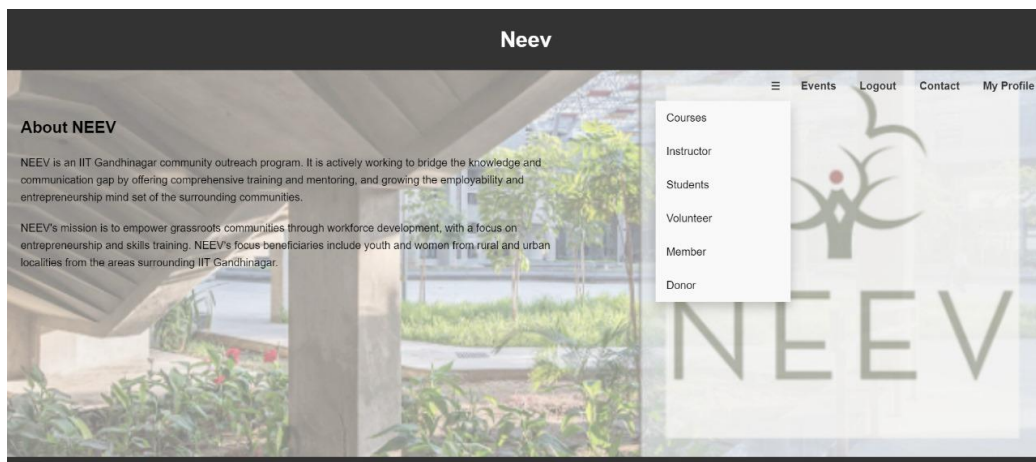 Neev
☰ Events Logout Contact My Profile
About NEEV
NEEV is an IIT Gandhinagar community outreach program. It is actively working to bridge the knowledge and
communication gap by offering comprehensive training and mentoring, and growing the employability and
entrepreneurship mind set of the surrounding communities.
NEEV's mission is to empower grassroots communities through workforce development, with a focus on
entrepreneurship and skills training. NEEV's focus beneficiaries include youth and women from rural and urban
localities from the areas surrounding IIT Gandhinagar.
Courses
Instructor
Students
Volunteer
Member
Donor
NEEV